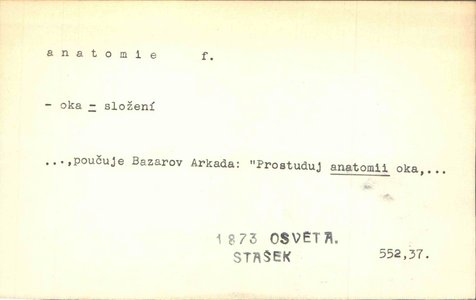 anatomie f.
- oka = složení
...,poučuje Bazarov Arkada: "Prostuduj anatomii oka,...
1873 OSVĚTA.
STAŠEK 552,37.